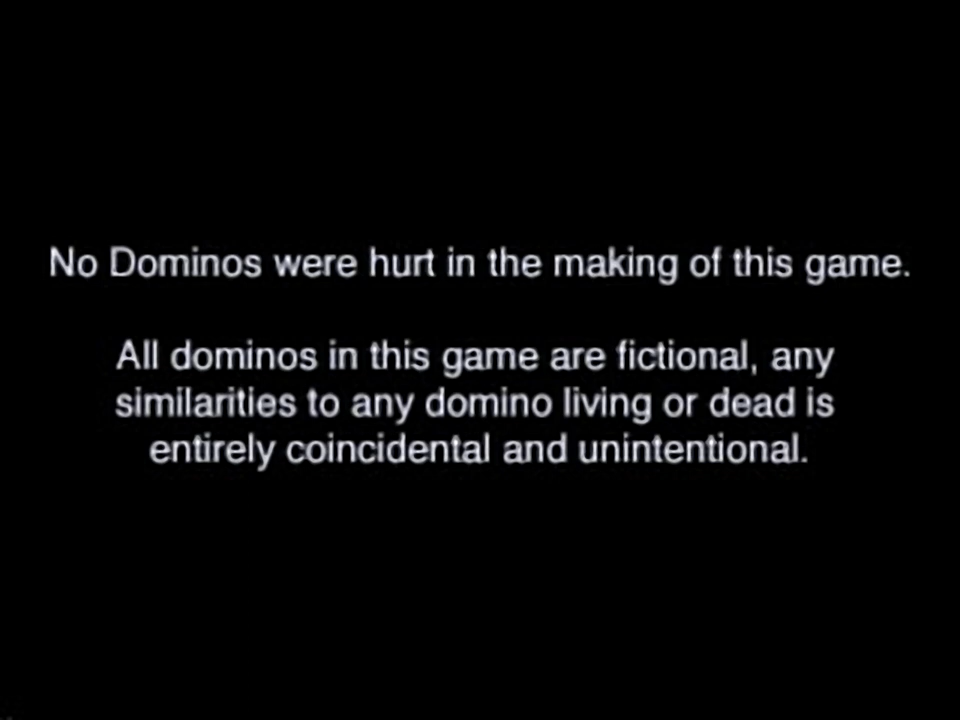 No Dominos were hurt in the making of this game.
All dominos in this game are fictional, any
similarities to any domino living or dead is
entirely coincidental and unintentional.